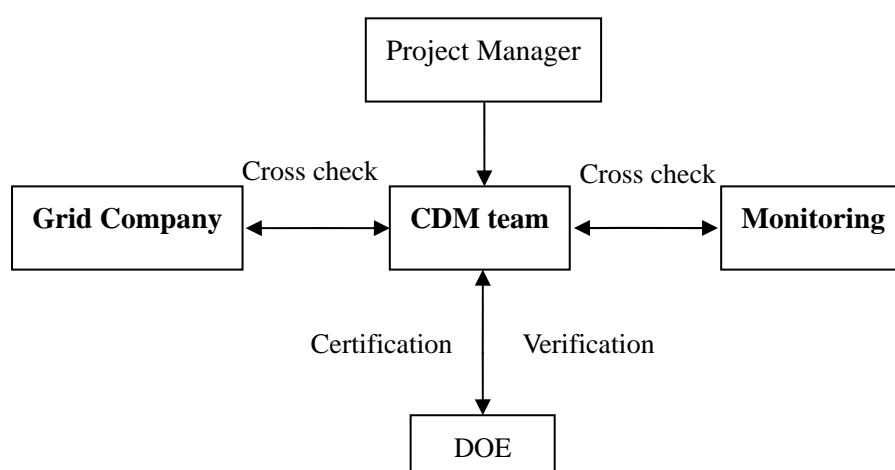 Project Manager
Cross check
Cross check
Grid Company
CDM team
Monitoring
Certification
Verification
DOE